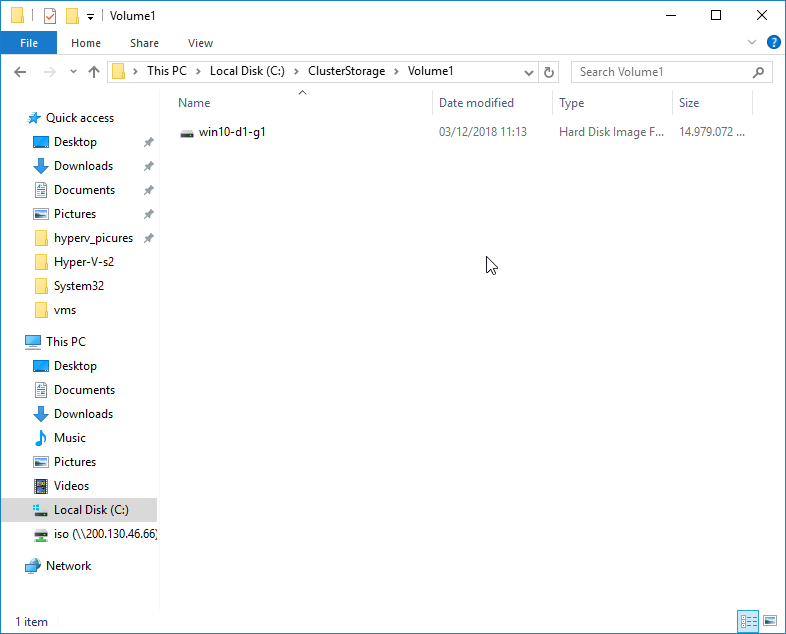 Volume1
File Home Share View
This PC Local Disk (C:) ClusterStorage Volume1
Search Volume1
Name Date modified Type Size
win10-d1-g1 03/12/2018 11:13 Hard Disk Image F... 14.979.072 ...
Quick access
Desktop
Downloads
Documents
Pictures
hyperv_picures
Hyper-V-s2
System32
vms
This PC
Desktop
Documents
Downloads
Music
Pictures
Videos
Local Disk (C:)
iso (\\200.130.46.66)
Network
1 item